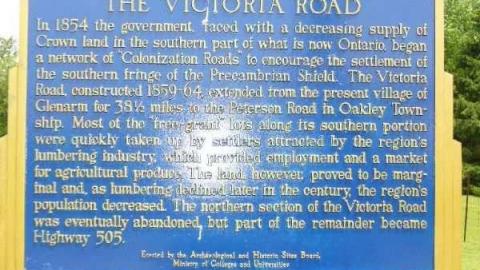 THE VICTORIA ROAD
In 1854 the government, faced with a decreasing supply of
Crown land in the southern part of what is now Ontario, began
a network of "Colonization Roads" to encourage the settlement of
the southern fringe of the Precambrian Shield. The Victoria
Road, constructed 1859-64, extended from the present village of
Glenarm for 38½ miles to the Peterson Road in Oakley Town-
ship. Most of the "free grant" lots along its southern portion
were quickly taken up by settlers attracted by the region's
lumbering industry, which provided employment and a market
for agricultural produce. The land, however, proved to be marg-
inal and, as lumbering declined later in the century, the region's
population decreased. The northern section of the Victoria Road
was eventually abandoned, but part of the remainder became
Highway 505.
Erected by the Archaeological and Historic Sites Board,
Ministry of Colleges and Universities